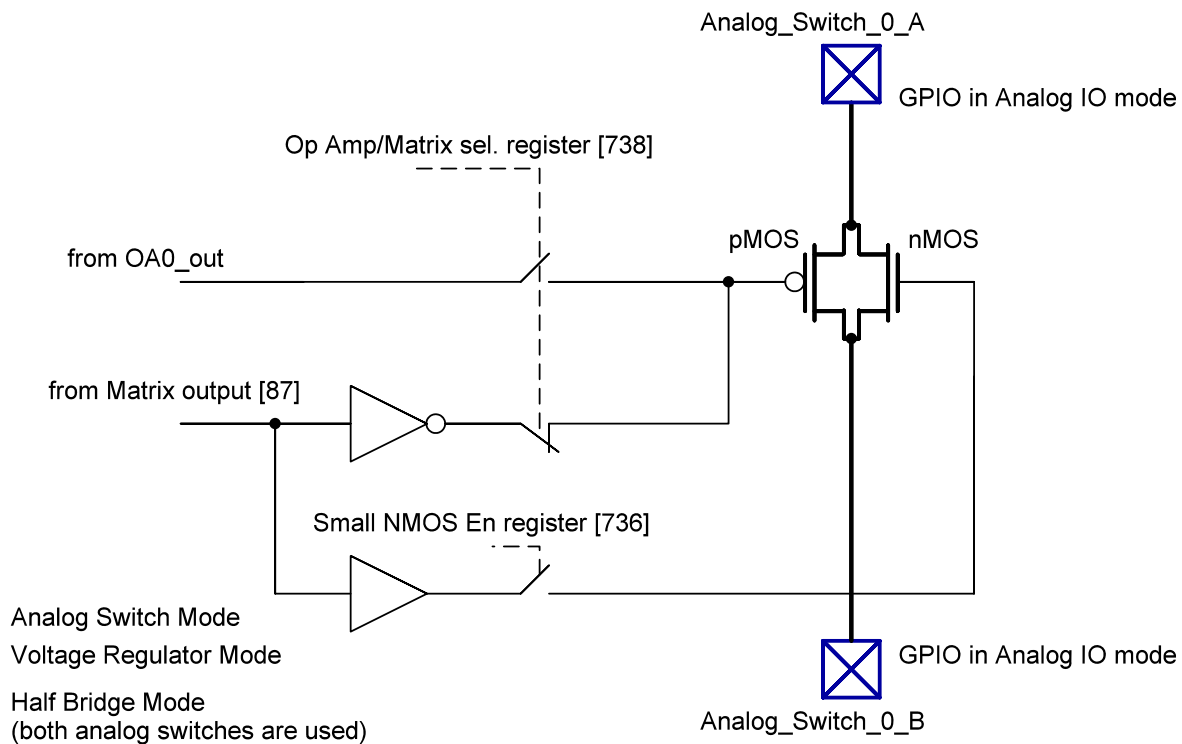 Analog_Switch_0_A
GPIO in Analog IO mode
Op Amp/Matrix sel. register [738]
pMOS
nMOS
from OA0_out
from Matrix output [87]
Small NMOS En register [736]
Analog Switch Mode
Voltage Regulator Mode
GPIO in Analog IO mode
Half Bridge Mode
(both analog switches are used)
Analog_Switch_0_B